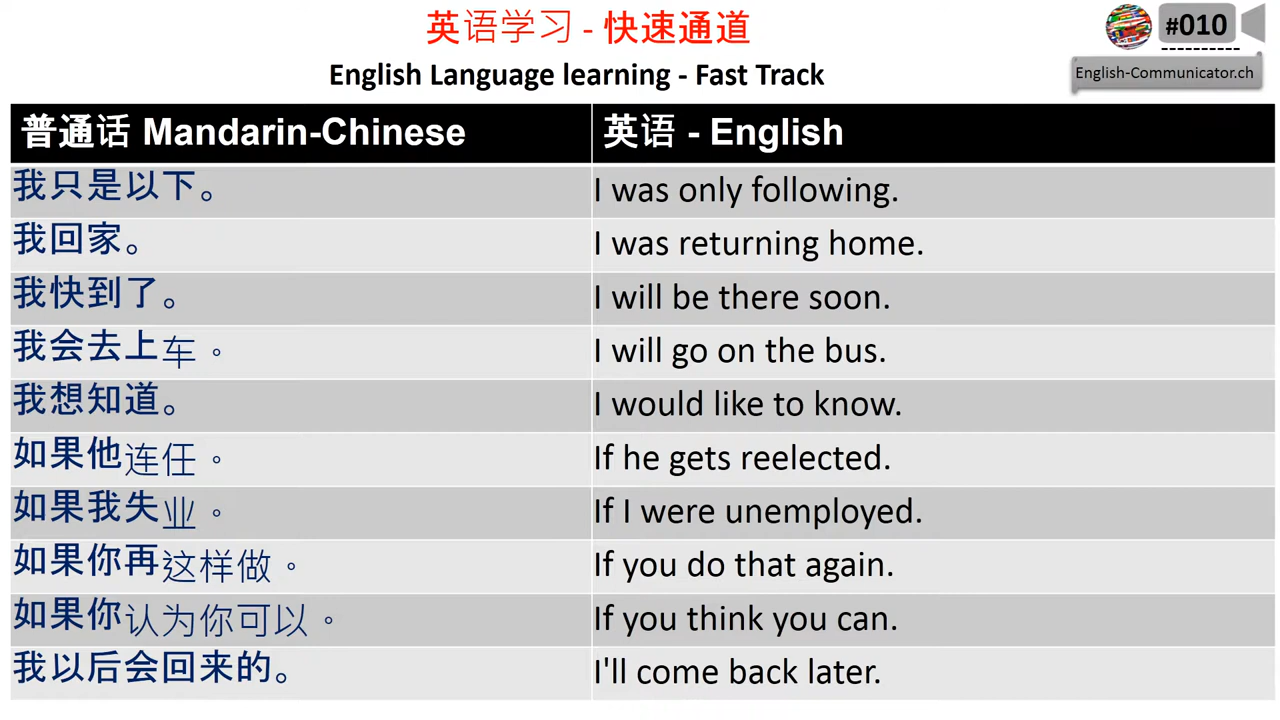 英语学习 - 快速通道
#010
English Language learning - Fast Track
English-Communicator.ch
普通话 Mandarin-Chinese 英语 - English
我只是以下。 I was only following.
我回家。 I was returning home.
我快到了。 I will be there soon.
我会去上车。 I will go on the bus.
我想知道。 I would like to know.
如果他连任。 If he gets reelected.
如果我失业。 If I were unemployed.
如果你再这样做。 If you do that again.
如果你认为你可以。 If you think you can.
我以后会回来的。 I'll come back later.